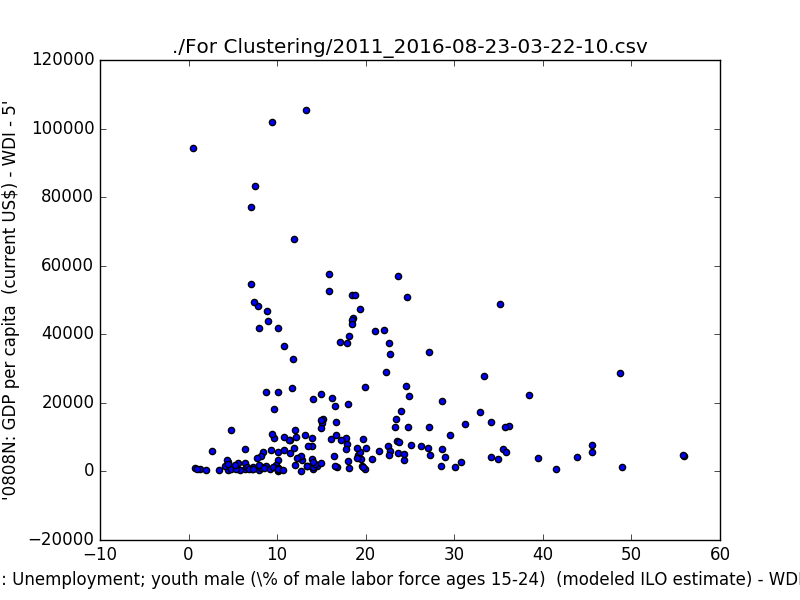 ./For Clustering/2011_2016-08-23-03-22-10.csv
120000
100000
80000
60000
40000
20000
0
−20000
'0808N: GDP per capita (current US$) - WDI - 5'
−10 0 10 20 30 40 50 60
: Unemployment; youth male (\% of male labor force ages 15-24) (modeled ILO estimate) - WDI